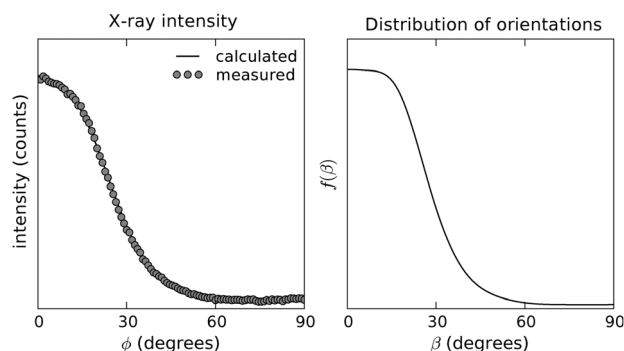 X-ray intensity
calculated
measured
intensity (counts)
0 30 60 90
ϕ (degrees)
Distribution of orientations
f(β)
0 30 60 90
β (degrees)